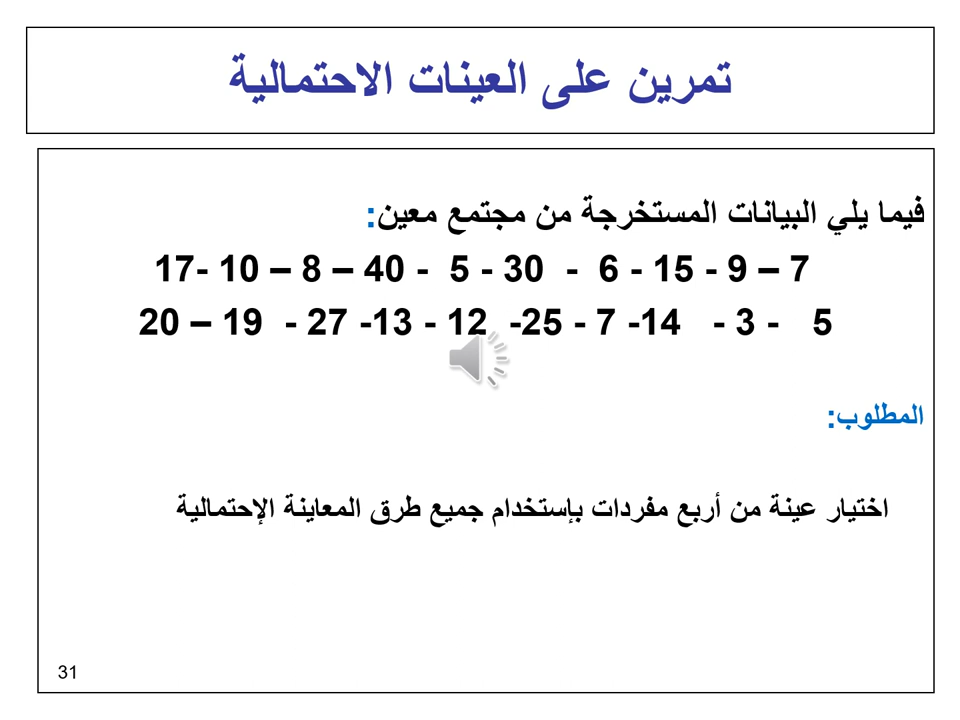 تمرين على العينات الاحتمالية
فيما يلي البيانات المستخرجة من مجتمع معين:
17- 10 – 8 – 40 - 5 - 30 - 6 - 15 - 9 – 7
20 – 19 - 27 -13 - 12 -25 - 7 -14 - 3 - 5
المطلوب:
اختيار عينة من أربع مفردات بإستخدام جميع طرق المعاينة الإحتمالية
31